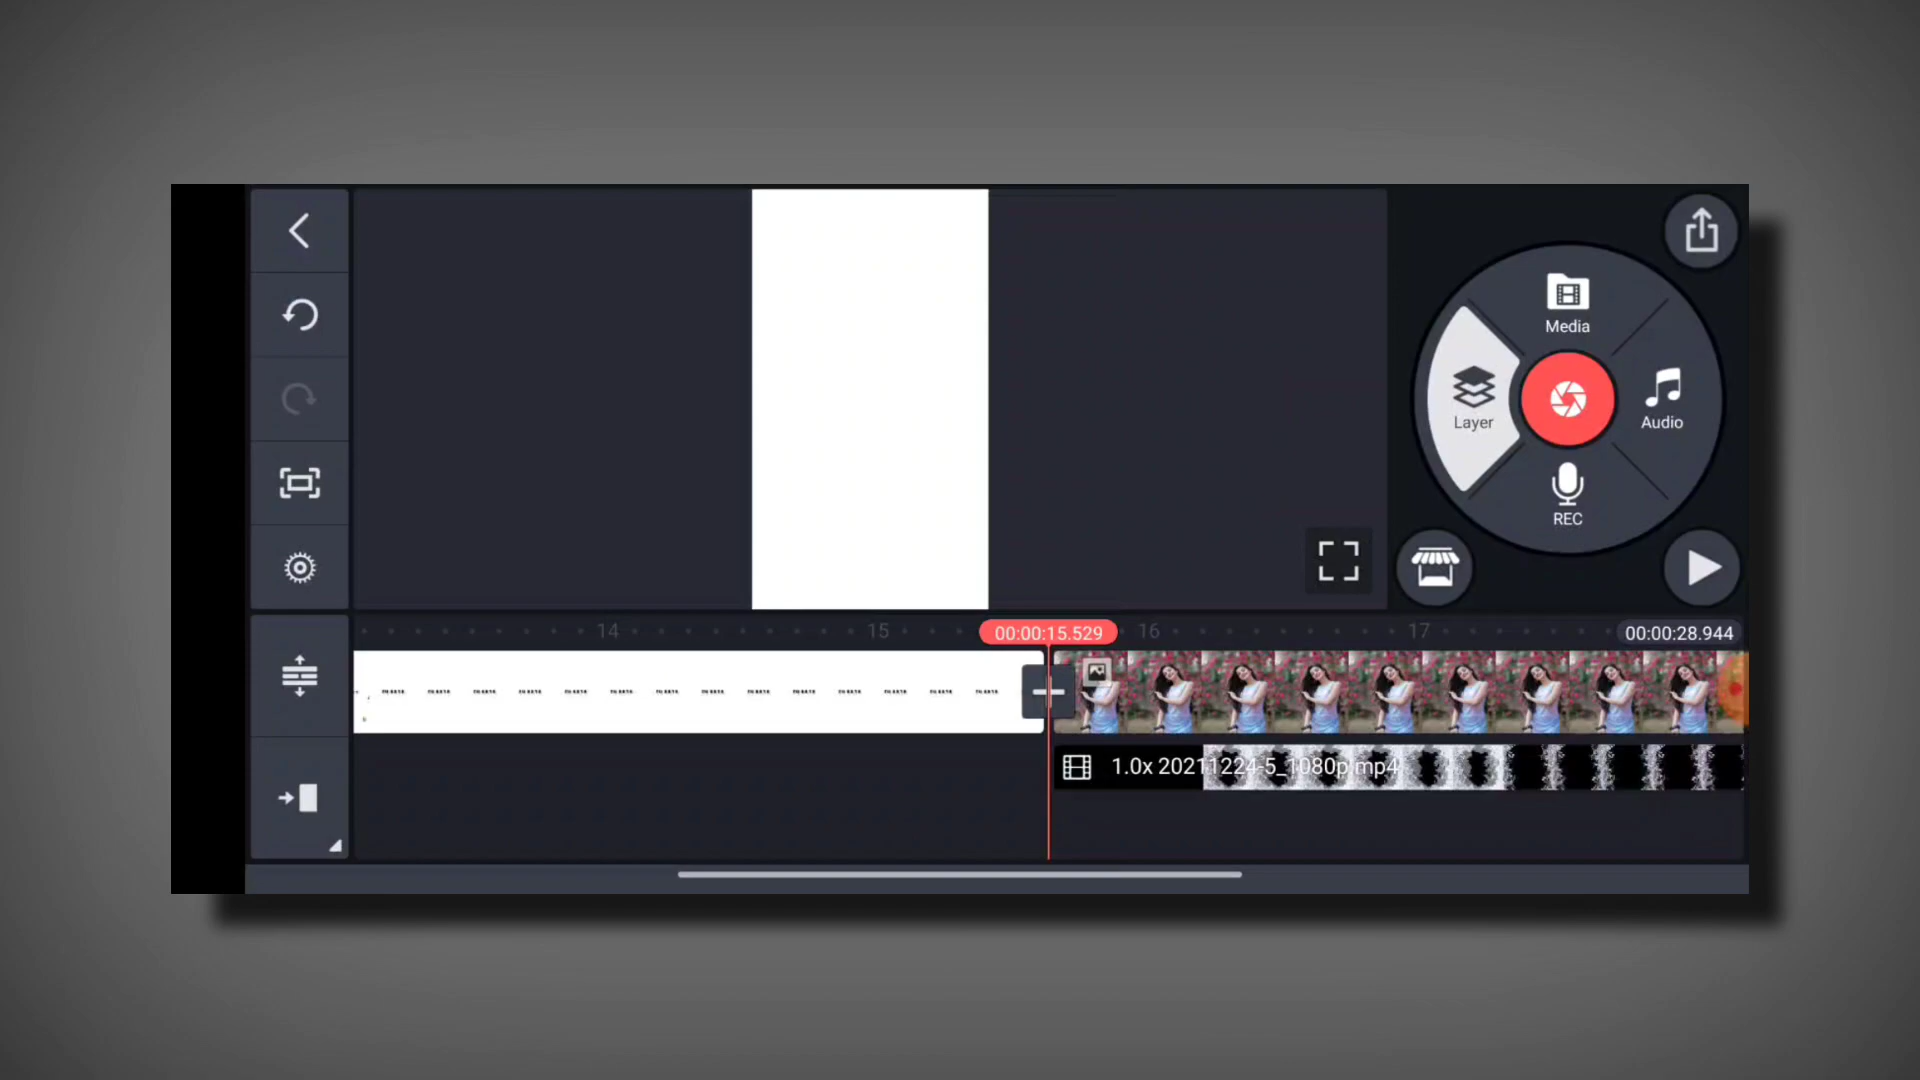 Media
Layer
Audio
REC
14
15
00:00:15.529
16
17
00:00:28.944
1.0x 20211224-5_1080p.mp4